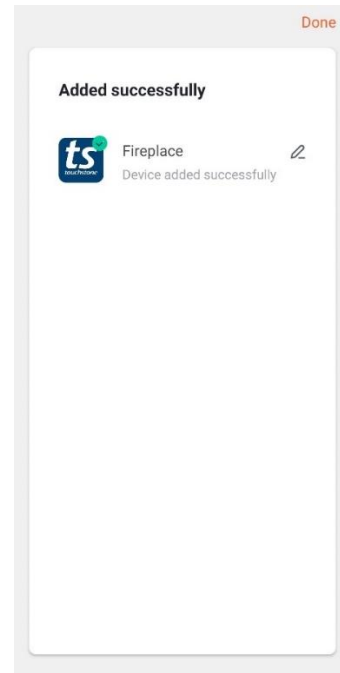 Done
Added successfully
ts
touchstone
Fireplace
Device added successfully